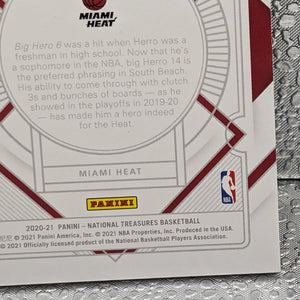 MIAMI
HEAT
Big Hero 6 was a hit when Herro was a
freshman in high school. Now that he's
a sophomore in the NBA, big Herro 14 is
the preferred phrasing in South Beach.
His ability to come through with clutch
3s and bunches of boards — as he
showed in the playoffs in 2019-20
— has made him a hero indeed
for the Heat.
MIAMI HEAT
PANINI
NBA
2020-21 PANINI – NATIONAL TREASURES BASKETBALL
© 2021 Panini America, Inc. © 2021 NBA Properties, Inc. Produced in the USA.
© 2021 Officially licensed product of the National Basketball Players Association.